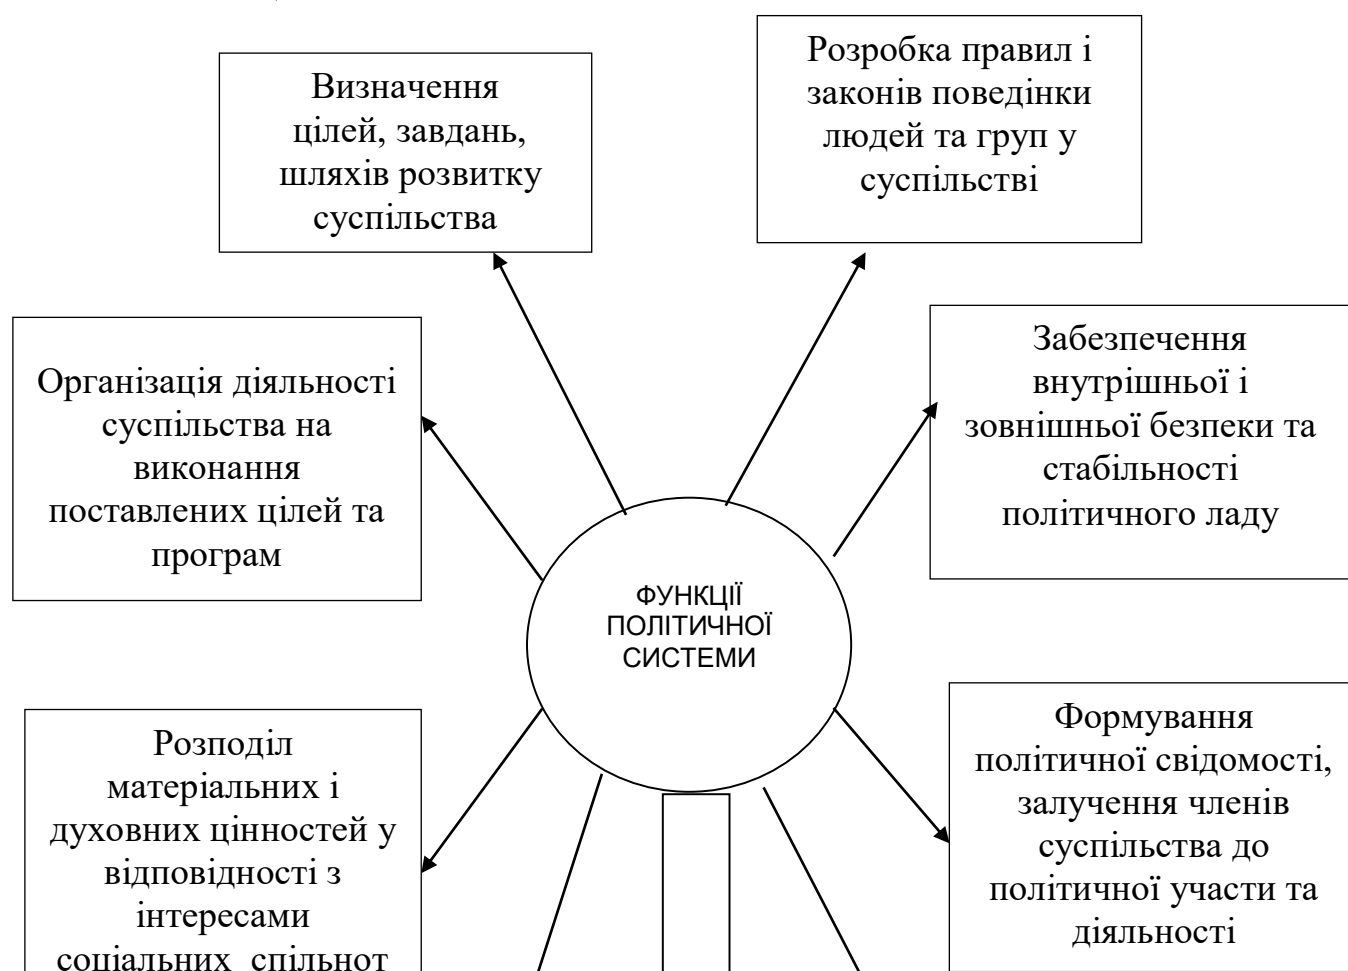 Визначення
цілей, завдань,
шляхів розвитку
суспільства
Розробка правил і
законів поведінки
людей та груп у
суспільстві
Організація діяльності
суспільства на
виконання
поставлених цілей та
програм
Забезпечення
внутрішньої і
зовнішньої безпеки та
стабільності
політичного ладу
ФУНКЦІЇ
ПОЛІТИЧНОЇ
СИСТЕМИ
Розподіл
матеріальних і
духовних цінностей у
відповідності з
інтересами
соціальних спільнот
Формування
політичної свідомості,
залучення членів
суспільства до
політичної участи та
діяльності